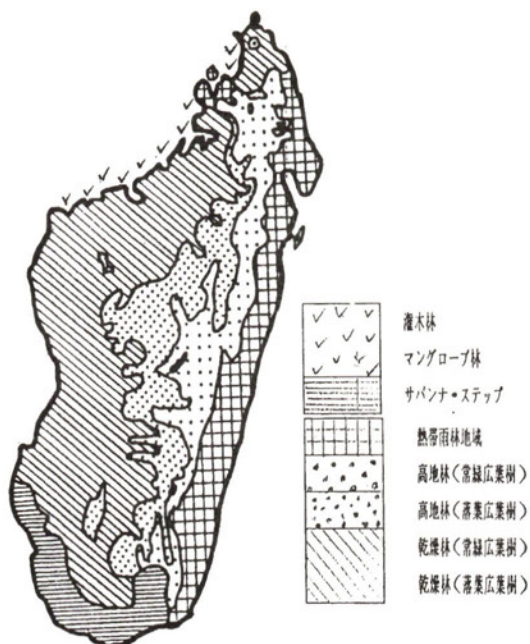 灌木林
マングローブ林
サバンナ・ステップ
熱帯雨林地域
高地林(常緑広葉樹)
高地林(落葉広葉樹)
乾燥林(常緑広葉樹)
乾燥林(落葉広葉樹)